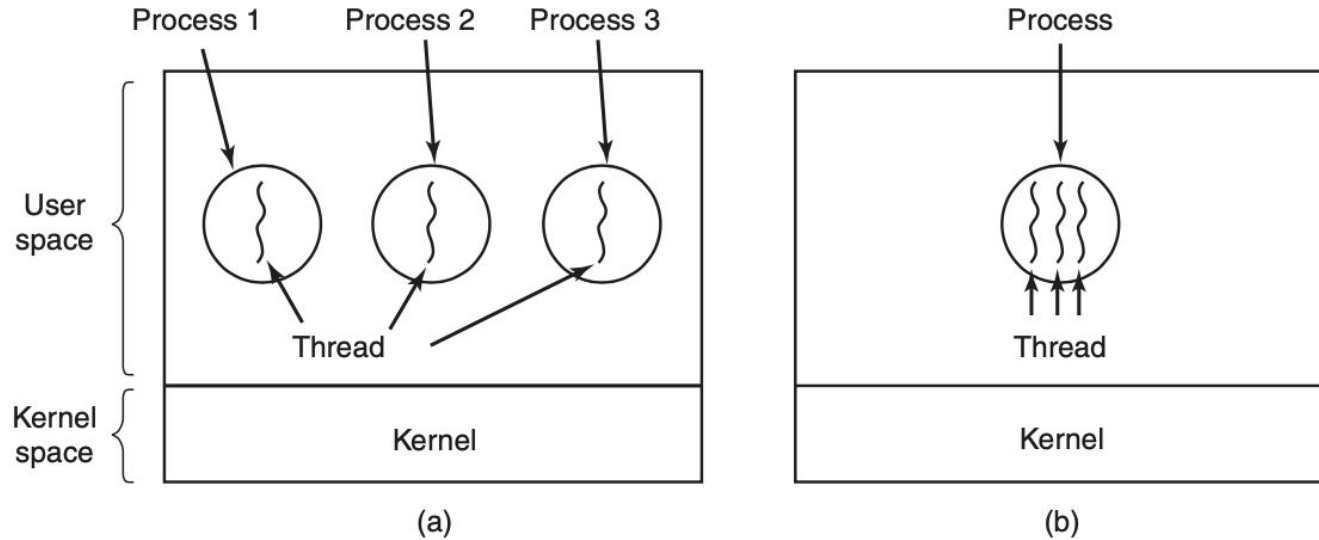 Process 1
Process 2
Process 3
Process
User
space
Thread
Thread
Kernel
space
Kernel
Kernel
(a)
(b)